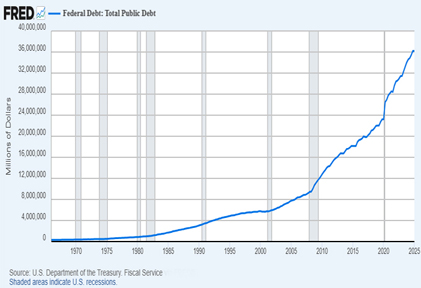 FRED
Federal Debt: Total Public Debt
40,000,000
36,000,000
32,000,000
28,000,000
24,000,000
20,000,000
16,000,000
12,000,000
8,000,000
4,000,000
0
Millions of Dollars
1970 1975 1980 1985 1990 1995 2000 2005 2010 2015 2020 2025
Source: U.S. Department of the Treasury. Fiscal Service
Shaded areas indicate U.S. recessions.